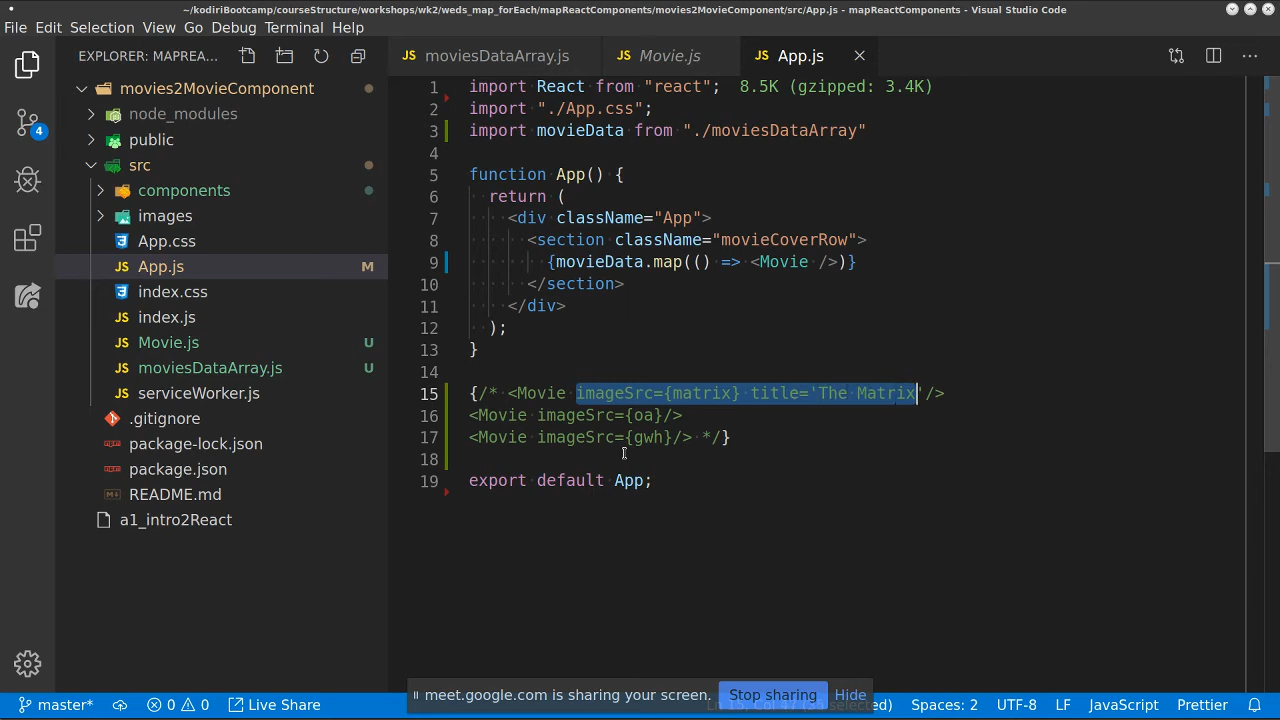 ~/kodiriBootcamp/courseStructure/workshops/wk2/weds_map_forEach/mapReactComponents/movies2MovieComponent/src/App.js - mapReactComponents - Visual Studio Code
File Edit Selection View Go Debug Terminal Help
EXPLORER: MAPREA... moviesDataArray.js Movie.js App.js
movies2MovieComponent
node_modules
public
src
components
images
App.css
App.js M
index.css
index.js
Movie.js U
moviesDataArray.js U
serviceWorker.js
.gitignore
package-lock.json
package.json
README.md
a1_intro2React
4
1 import React from "react"; 8.5K (gzipped: 3.4K)
2 import "./App.css";
3 import movieData from "./moviesDataArray"
4
5 function App() {
6 return (
7 <div className="App">
8 <section className="movieCoverRow">
9 {movieData.map(() => <Movie />)}
10 </section>
11 </div>
12 );
13 }
14
15 {/* <Movie imageSrc={matrix} title='The Matrix'/>
16 <Movie imageSrc={oa}/>
17 <Movie imageSrc={gwh}/> */}
18
19 export default App;
meet.google.com is sharing your screen. Stop sharing Hide
master* 0 0 Live Share Spaces: 2 UTF-8 LF JavaScript Prettier